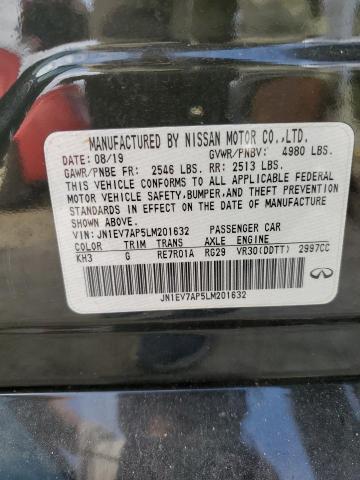 MANUFACTURED BY NISSAN MOTOR CO.,LTD.
DATE: 08/19 GVWR/PNBV: 4980 LBS.
GAWR/PNBE FR: 2546 LBS. RR: 2513 LBS.
THIS VEHICLE CONFORMS TO ALL APPLICABLE FEDERAL
MOTOR VEHICLE SAFETY, BUMPER, AND THEFT PREVENTION
STANDARDS IN EFFECT ON THE DATE OF MANUFACTURE
SHOWN ABOVE.
VIN: JN1EV7AP5LM201632 PASSENGER CAR
COLOR TRIM TRANS AXLE ENGINE
KH3 G RE7R01A RG29 VR30(DDTT) 2997CC
JN1EV7AP5LM201632